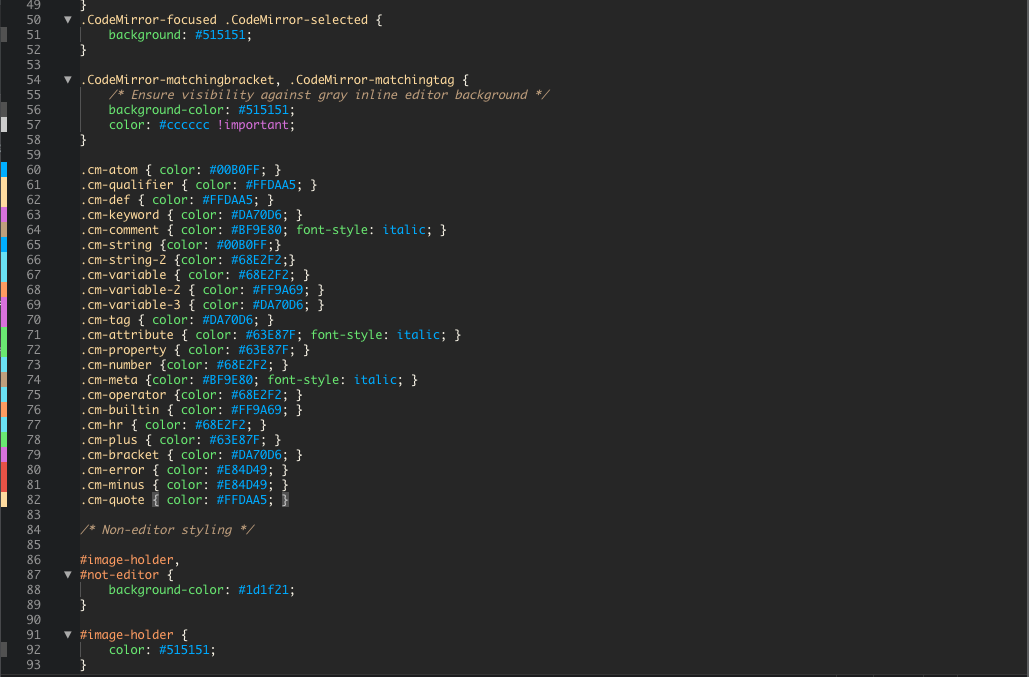 49 }
50 ▼ .CodeMirror-focused .CodeMirror-selected {
51 background: #515151;
52 }
53
54 ▼ .CodeMirror-matchingbracket, .CodeMirror-matchingtag {
55 /* Ensure visibility against gray inline editor background */
56 background-color: #515151;
57 color: #cccccc !important;
58 }
59
60 .cm-atom { color: #00B0FF; }
61 .cm-qualifier { color: #FFDAA5; }
62 .cm-def { color: #FFDAA5; }
63 .cm-keyword { color: #DA70D6; }
64 .cm-comment { color: #BF9E80; font-style: italic; }
65 .cm-string {color: #00B0FF;}
66 .cm-string-2 {color: #68E2F2;}
67 .cm-variable { color: #68E2F2; }
68 .cm-variable-2 { color: #FF9A69; }
69 .cm-variable-3 { color: #DA70D6; }
70 .cm-tag { color: #DA70D6; }
71 .cm-attribute { color: #63E87F; font-style: italic; }
72 .cm-property { color: #63E87F; }
73 .cm-number {color: #68E2F2; }
74 .cm-meta {color: #BF9E80; font-style: italic; }
75 .cm-operator {color: #68E2F2; }
76 .cm-builtin { color: #FF9A69; }
77 .cm-hr { color: #68E2F2; }
78 .cm-plus { color: #63E87F; }
79 .cm-bracket { color: #DA70D6; }
80 .cm-error { color: #E84D49; }
81 .cm-minus { color: #E84D49; }
82 .cm-quote { color: #FFDAA5; }
83
84 /* Non-editor styling */
85
86 #image-holder,
87 ▼ #not-editor {
88 background-color: #1d1f21;
89 }
90
91 ▼ #image-holder {
92 color: #515151;
93 }